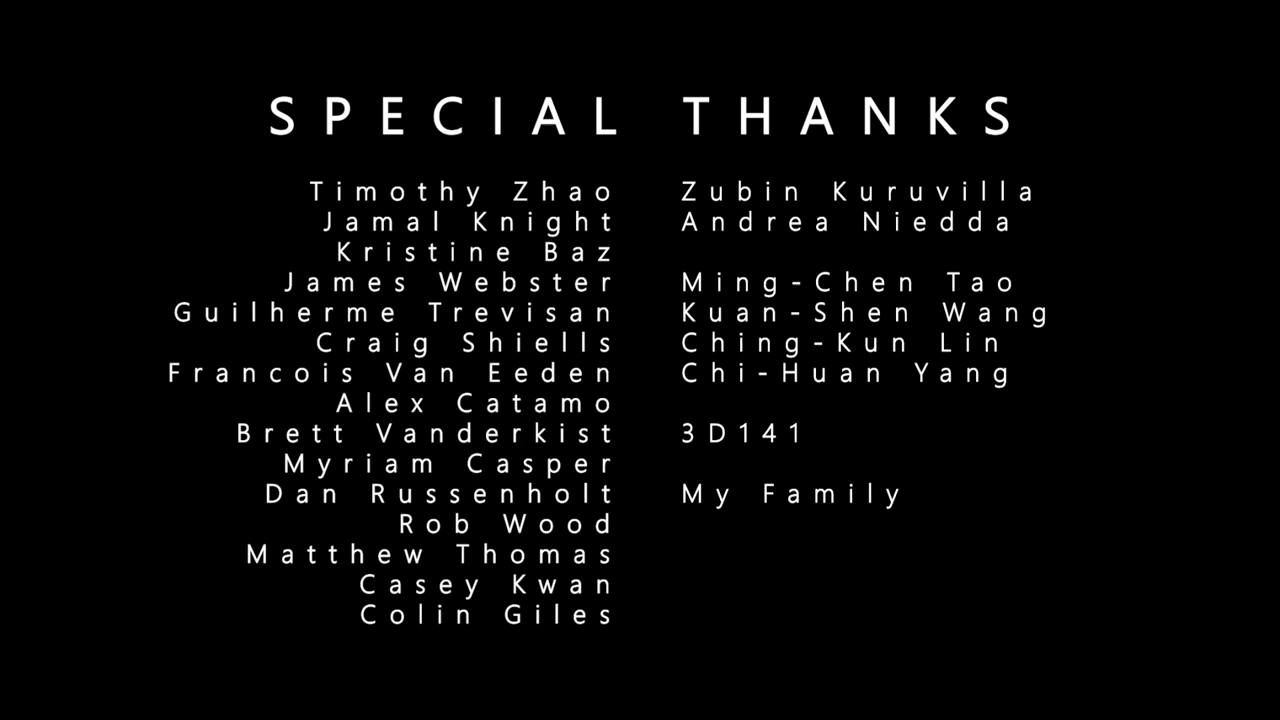 SPECIAL THANKS
Timothy Zhao
Jamal Knight
Kristine Baz
James Webster
Guilherme Trevisan
Craig Shiells
Francois Van Eeden
Alex Catamo
Brett Vanderkist
Myriam Casper
Dan Russenholt
Rob Wood
Matthew Thomas
Casey Kwan
Colin Giles
Zubin Kuruvilla
Andrea Niedda
Ming-Chen Tao
Kuan-Shen Wang
Ching-Kun Lin
Chi-Huan Yang
3D141
My Family